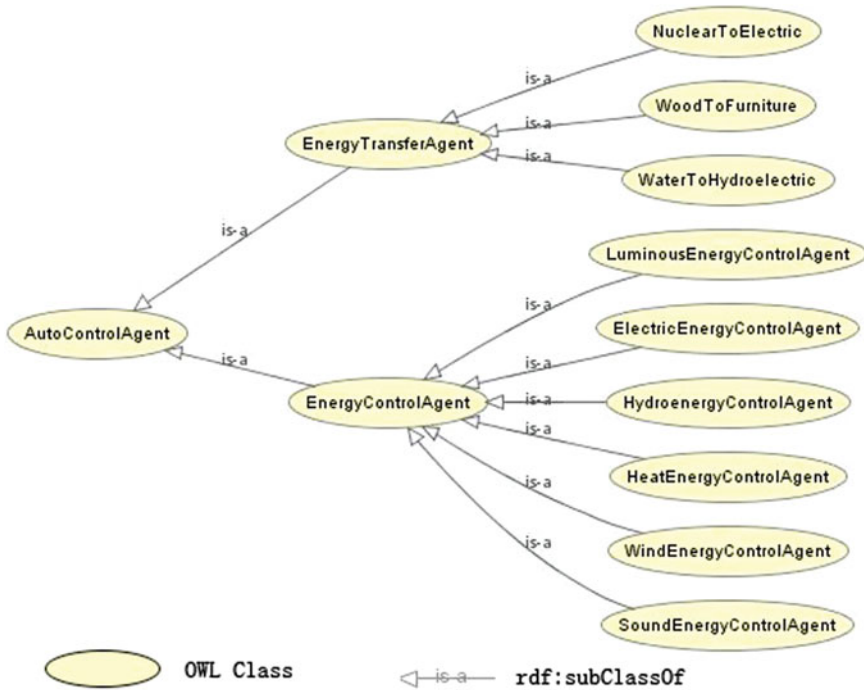 NuclearToElectric
is-a
WoodToFurniture
is-a
EnergyTransferAgent
is-a
WaterToHydroelectric
is-a
LuminousEnergyControlAgent
is-a
AutoControlAgent
is-a
ElectricEnergyControlAgent
is-a
EnergyControlAgent
is-a
HydroenergyControlAgent
is-a
HeatEnergyControlAgent
is-a
WindEnergyControlAgent
is-a
SoundEnergyControlAgent
OWL Class
is-a
rdf:subClassOf